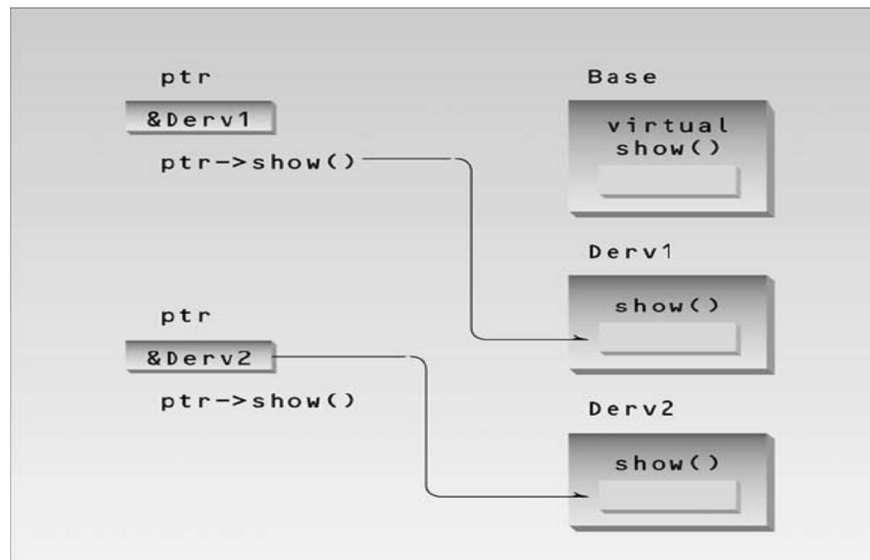 ptr
&Derv1
ptr->show()
Base
virtual
show()
Derv1
show()
ptr
&Derv2
ptr->show()
Derv2
show()